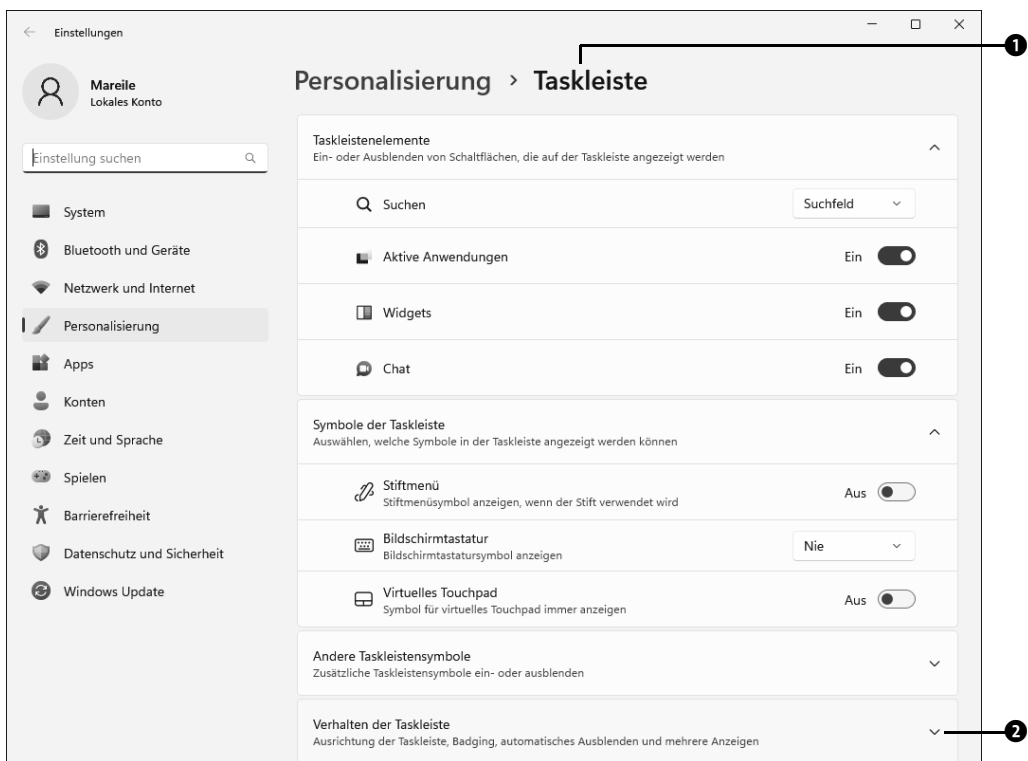 Einstellungen
1
Mareile
Lokales Konto
Einstellung suchen
System
Bluetooth und Geräte
Netzwerk und Internet
Personalisierung
Apps
Konten
Zeit und Sprache
Spielen
Barrierefreiheit
Datenschutz und Sicherheit
Windows Update
Personalisierung › Taskleiste
Taskleistenelemente
Ein- oder Ausblenden von Schaltflächen, die auf der Taskleiste angezeigt werden
Suchen Suchfeld
Aktive Anwendungen Ein
Widgets Ein
Chat Ein
Symbole der Taskleiste
Auswählen, welche Symbole in der Taskleiste angezeigt werden können
Stiftmenü
Stiftmenüsymbol anzeigen, wenn der Stift verwendet wird
Aus
Bildschirmtastatur
Bildschirmtastatursymbol anzeigen
Nie
Virtuelles Touchpad
Symbol für virtuelles Touchpad immer anzeigen
Aus
Andere Taskleistensymbole
Zusätzliche Taskleistensymbole ein- oder ausblenden
Verhalten der Taskleiste
Ausrichtung der Taskleiste, Badging, automatisches Ausblenden und mehrere Anzeigen
2